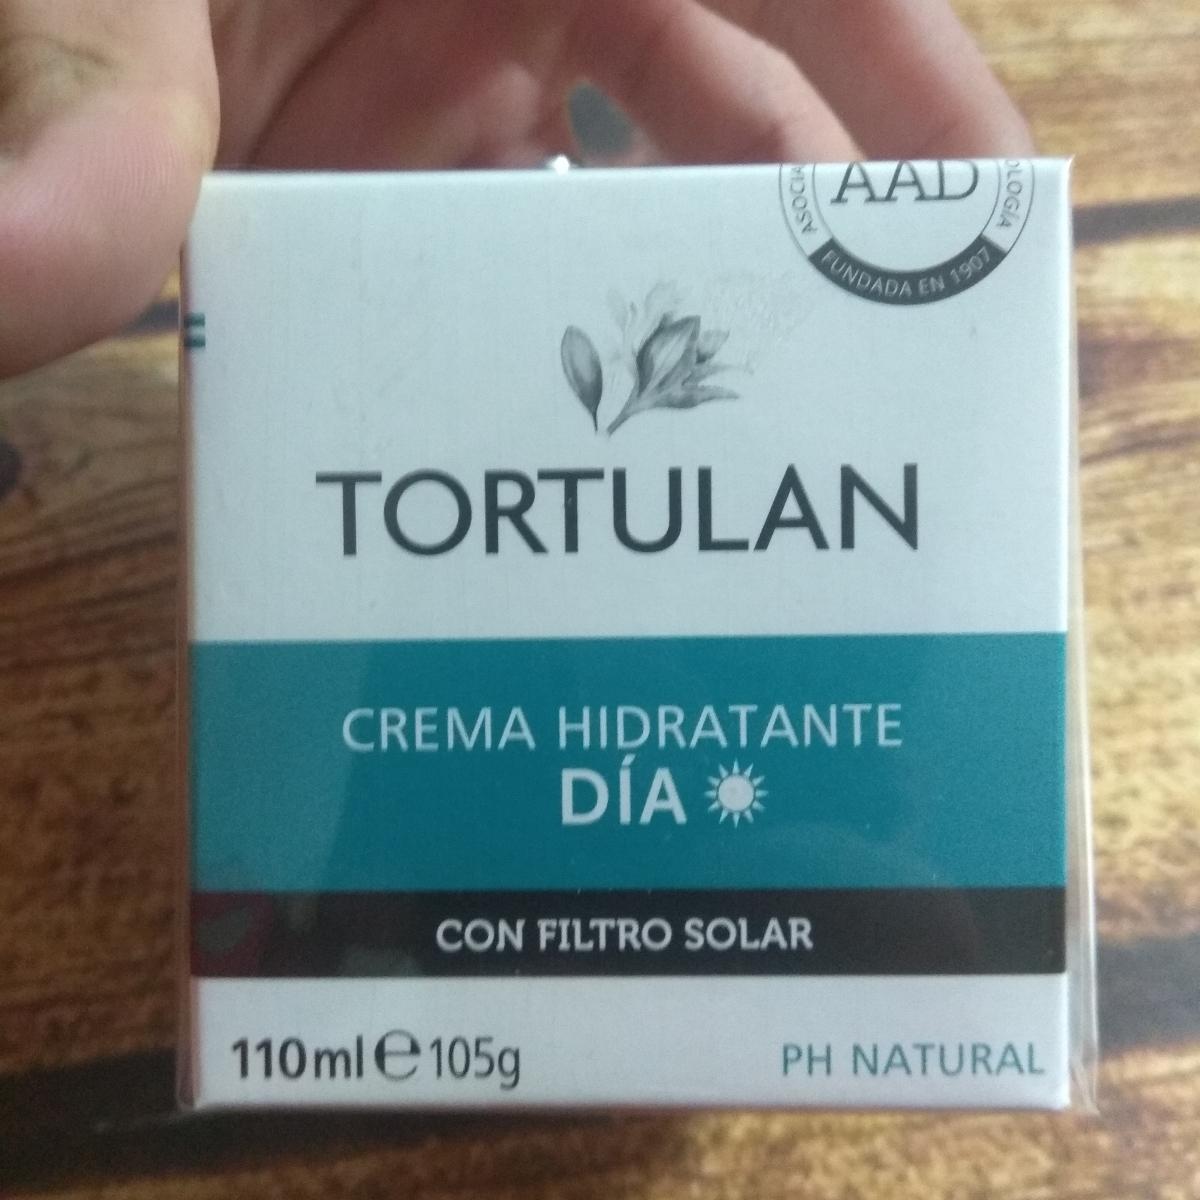 AAD
FUNDADA EN 1907
TORTULAN
CREMA HIDRATANTE
DÍA
CON FILTRO SOLAR
110ml e 105g
PH NATURAL